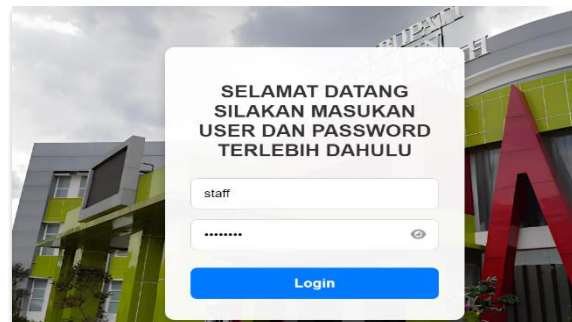 SELAMAT DATANG
SILAKAN MASUKAN
USER DAN PASSWORD
TERLEBIH DAHULU
staff
••••••••
Login